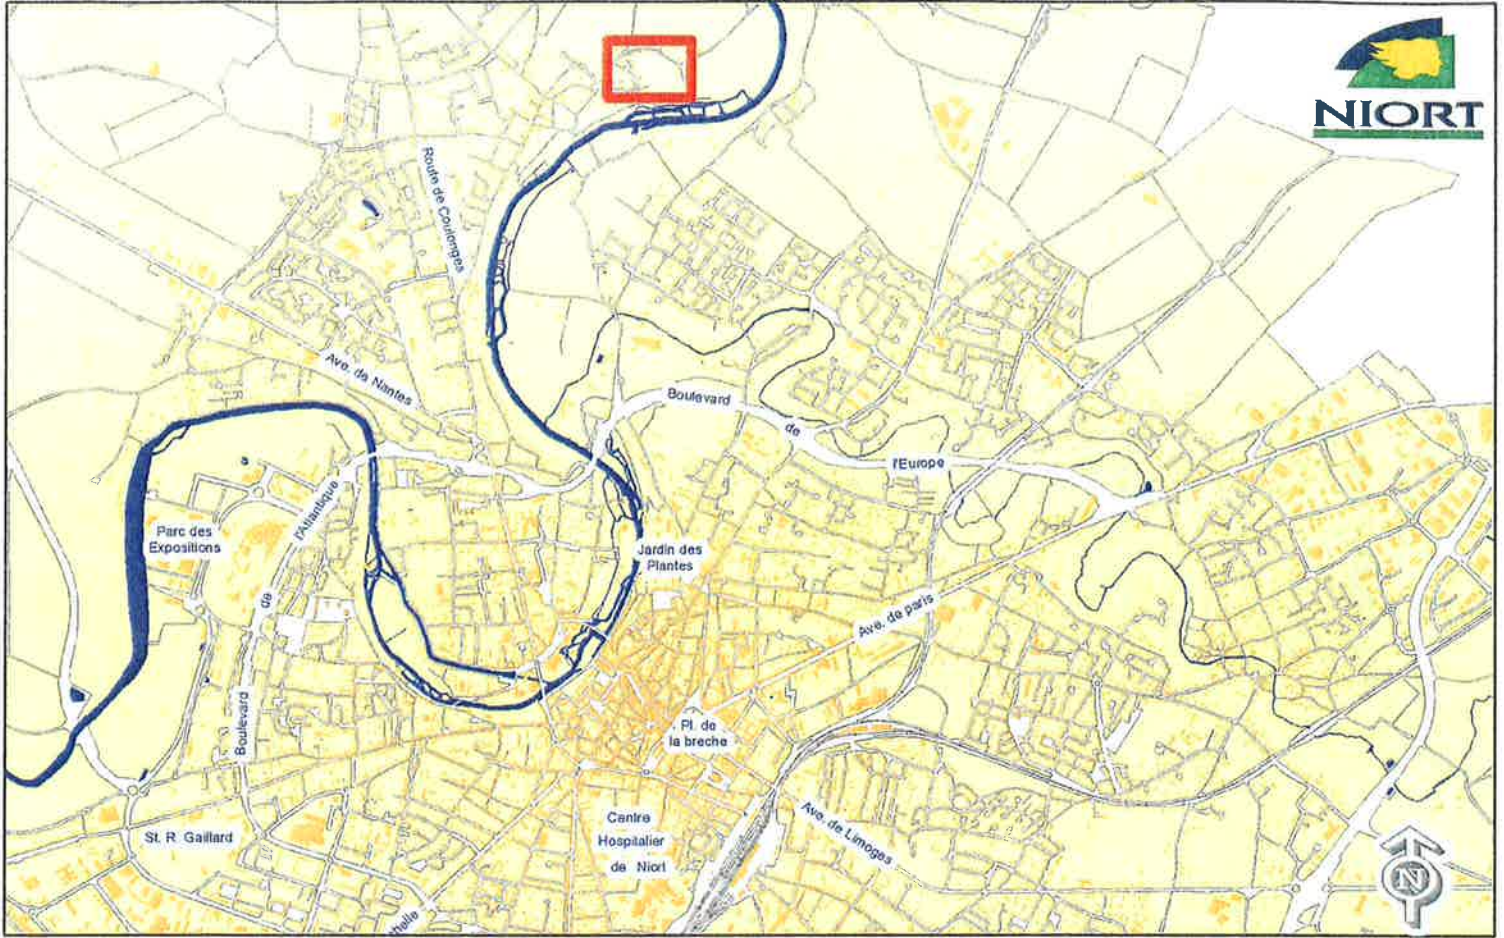 NIORT
Route de Coulonges
Ave. de Nantes
Boulevard
de
l'Europe
Parc des
Expositions
l'Atlantique
de
Boulevard
Jardin des
Plantes
Ave. de paris
Pl. de
la breche
St. R. Gaillard
Centre
Hospitalier
de Niort
Ave. de Limoges
N